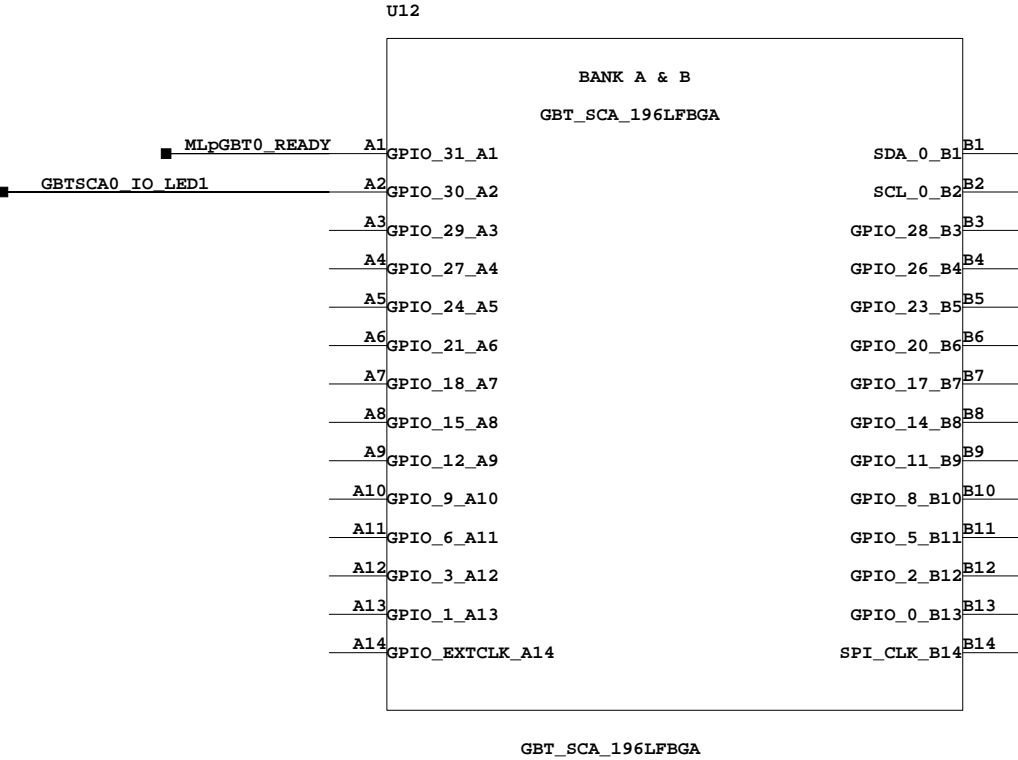 U12
BANK A & B
GBT_SCA_196LFBGA
MLpGBT0_READY A1 GPIO_31_A1 SDA_0_B1 B1
GBTSCA0_IO_LED1 A2 GPIO_30_A2 SCL_0_B2 B2
A3 GPIO_29_A3 GPIO_28_B3 B3
A4 GPIO_27_A4 GPIO_26_B4 B4
A5 GPIO_24_A5 GPIO_23_B5 B5
A6 GPIO_21_A6 GPIO_20_B6 B6
A7 GPIO_18_A7 GPIO_17_B7 B7
A8 GPIO_15_A8 GPIO_14_B8 B8
A9 GPIO_12_A9 GPIO_11_B9 B9
A10 GPIO_9_A10 GPIO_8_B10 B10
A11 GPIO_6_A11 GPIO_5_B11 B11
A12 GPIO_3_A12 GPIO_2_B12 B12
A13 GPIO_1_A13 GPIO_0_B13 B13
A14 GPIO_EXTCLK_A14 SPI_CLK_B14 B14
GBT_SCA_196LFBGA